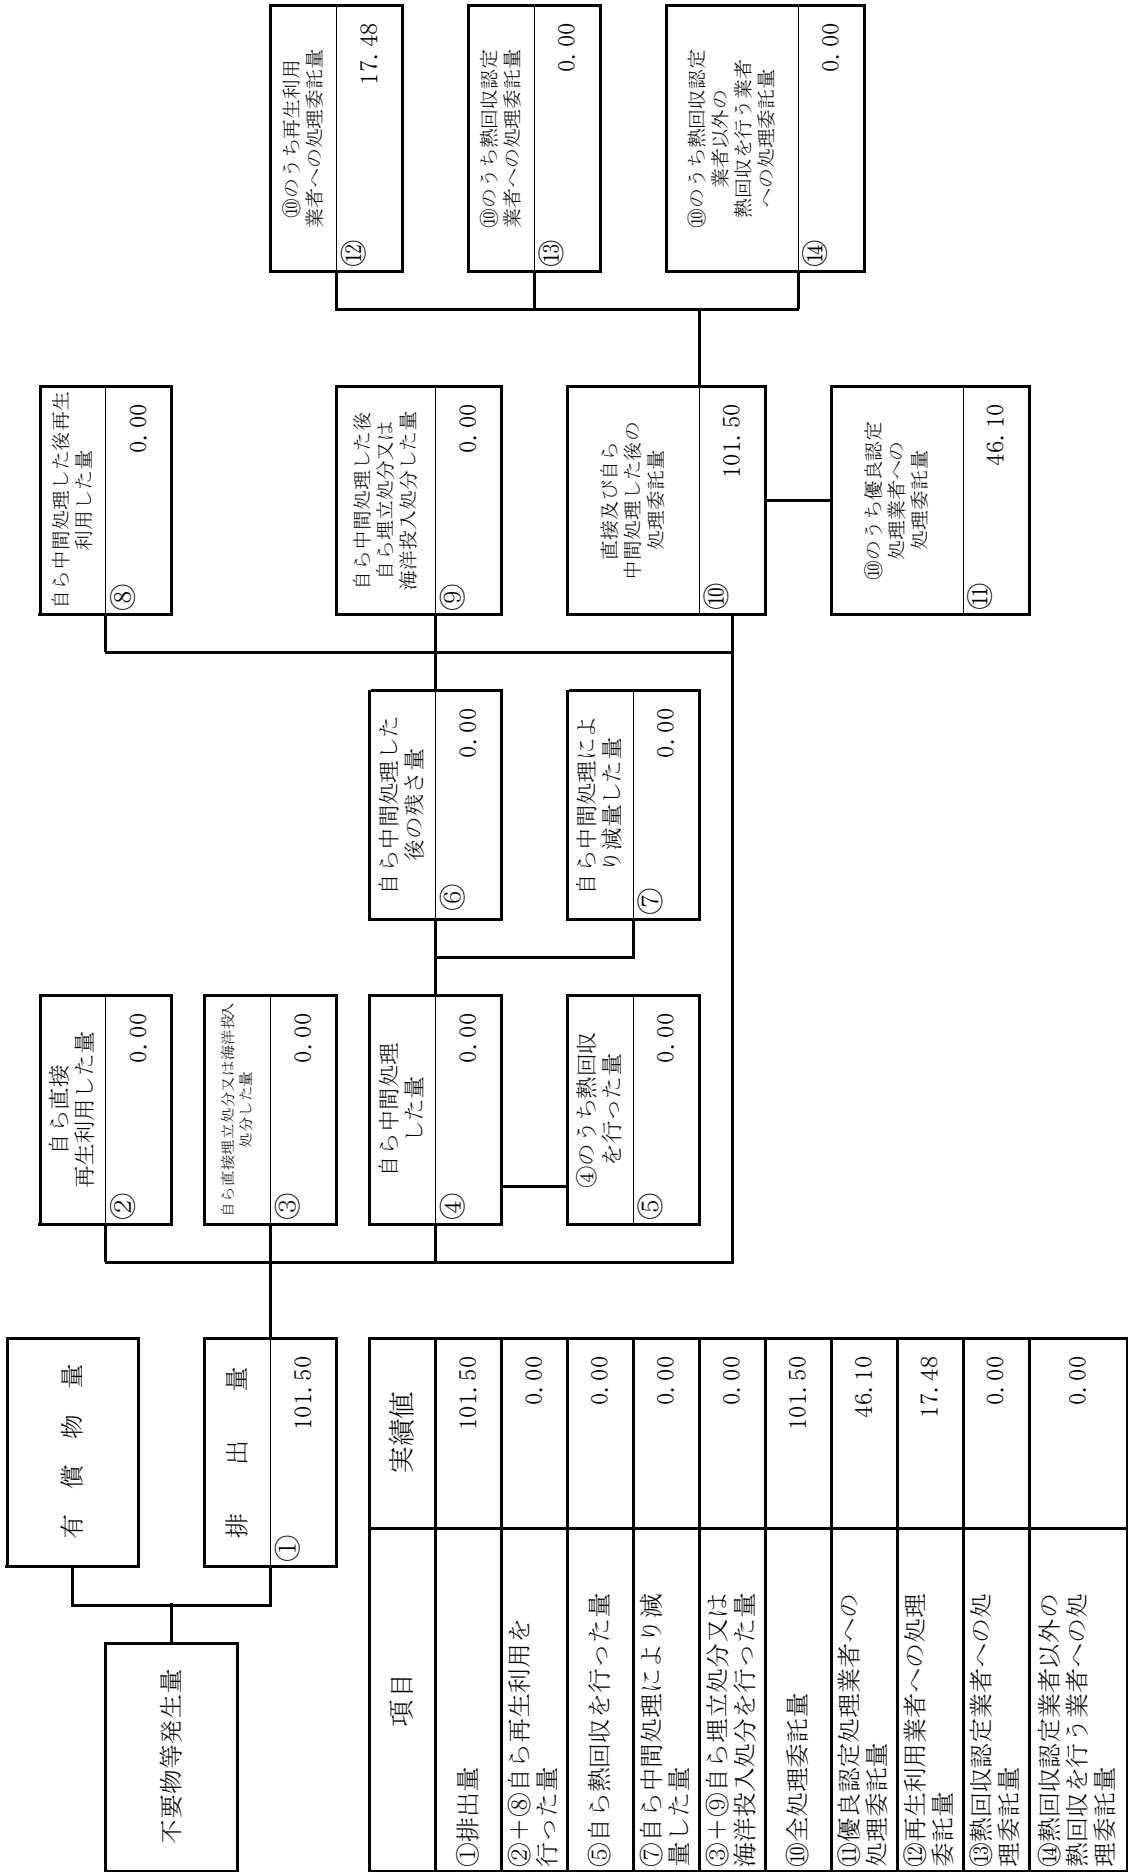 不要物等発生量
有償物量
排出量
①
101.50
自ら直接
再生利用した量
②
0.00
自ら直接埋立処分又は海洋投入
処分した量
③
0.00
自ら中間処理
した量
④
0.00
④のうち熱回収
を行った量
⑤
0.00
自ら中間処理した
後の残さ量
⑥
0.00
自ら中間処理によ
り減量した量
⑦
0.00
自ら中間処理した後再生
利用した量
⑧
0.00
自ら中間処理した後
自ら埋立処分又は
海洋投入処分した量
⑨
0.00
直接及び自ら
中間処理した後の
処理委託量
⑩
101.50
⑩のうち優良認定
処理業者への
処理委託量
⑪
46.10
⑩のうち再生利用
業者への処理委託量
⑫
17.48
⑩のうち熱回収認定
業者への処理委託量
⑬
0.00
⑩のうち熱回収認定
業者以外の
熱回収を行う業者
への処理委託量
⑭
0.00
項目 実績値
①排出量 101.50
②+⑧自ら再生利用を
行った量 0.00
⑤自ら熱回収を行った量 0.00
⑦自ら中間処理により減
量した量 0.00
③+⑨自ら埋立処分又は
海洋投入処分を行った量 0.00
⑩全処理委託量 101.50
⑪優良認定処理業者への
処理委託量 46.10
⑫再生利用業者への処理
委託量 17.48
⑬熱回収認定業者への処
理委託量 0.00
⑭熱回収認定業者以外の
熱回収を行う業者への処
理委託量 0.00